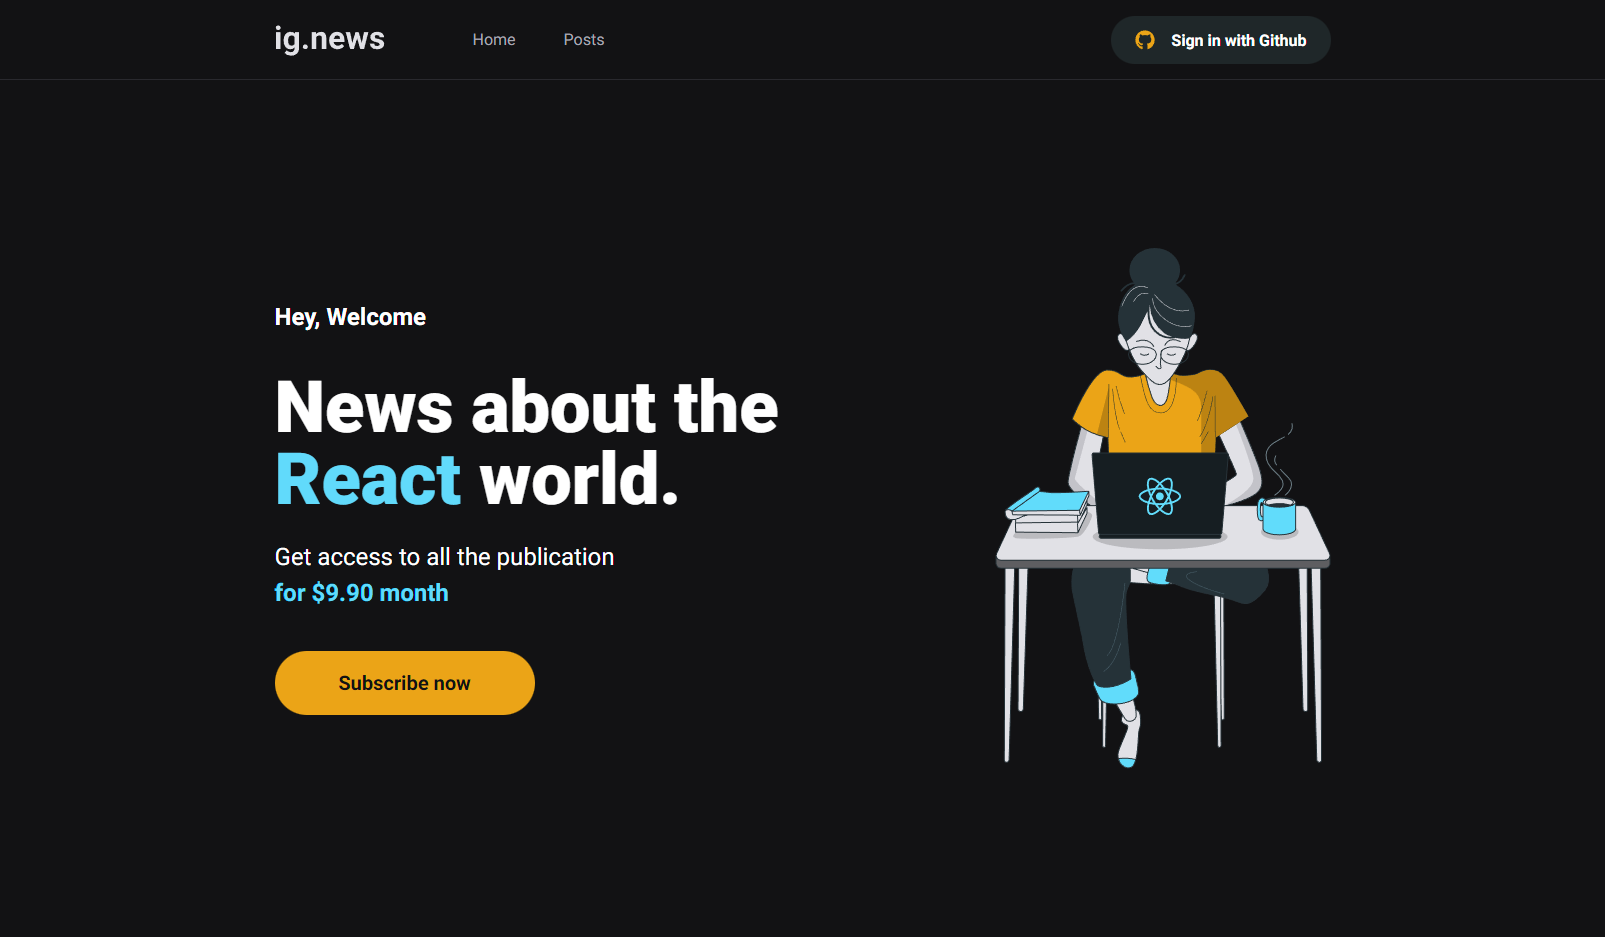 ig.news
Home
Posts
Sign in with Github
Hey, Welcome
News about the
React world.
Get access to all the publication
for $9.90 month
Subscribe now